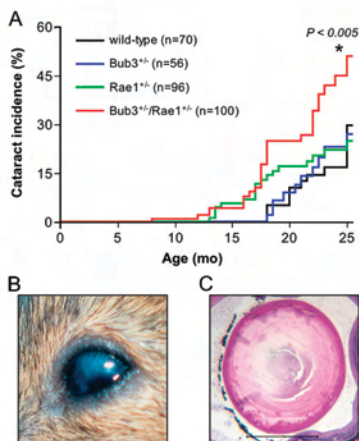 A
P < 0.005
*
wild-type (n=70)
Bub3+/- (n=56)
Rae1+/- (n=96)
Bub3+/-/Rae1+/- (n=100)
Cataract incidence (%)
60
45
30
15
0
0 5 10 15 20 25
Age (mo)
B
C